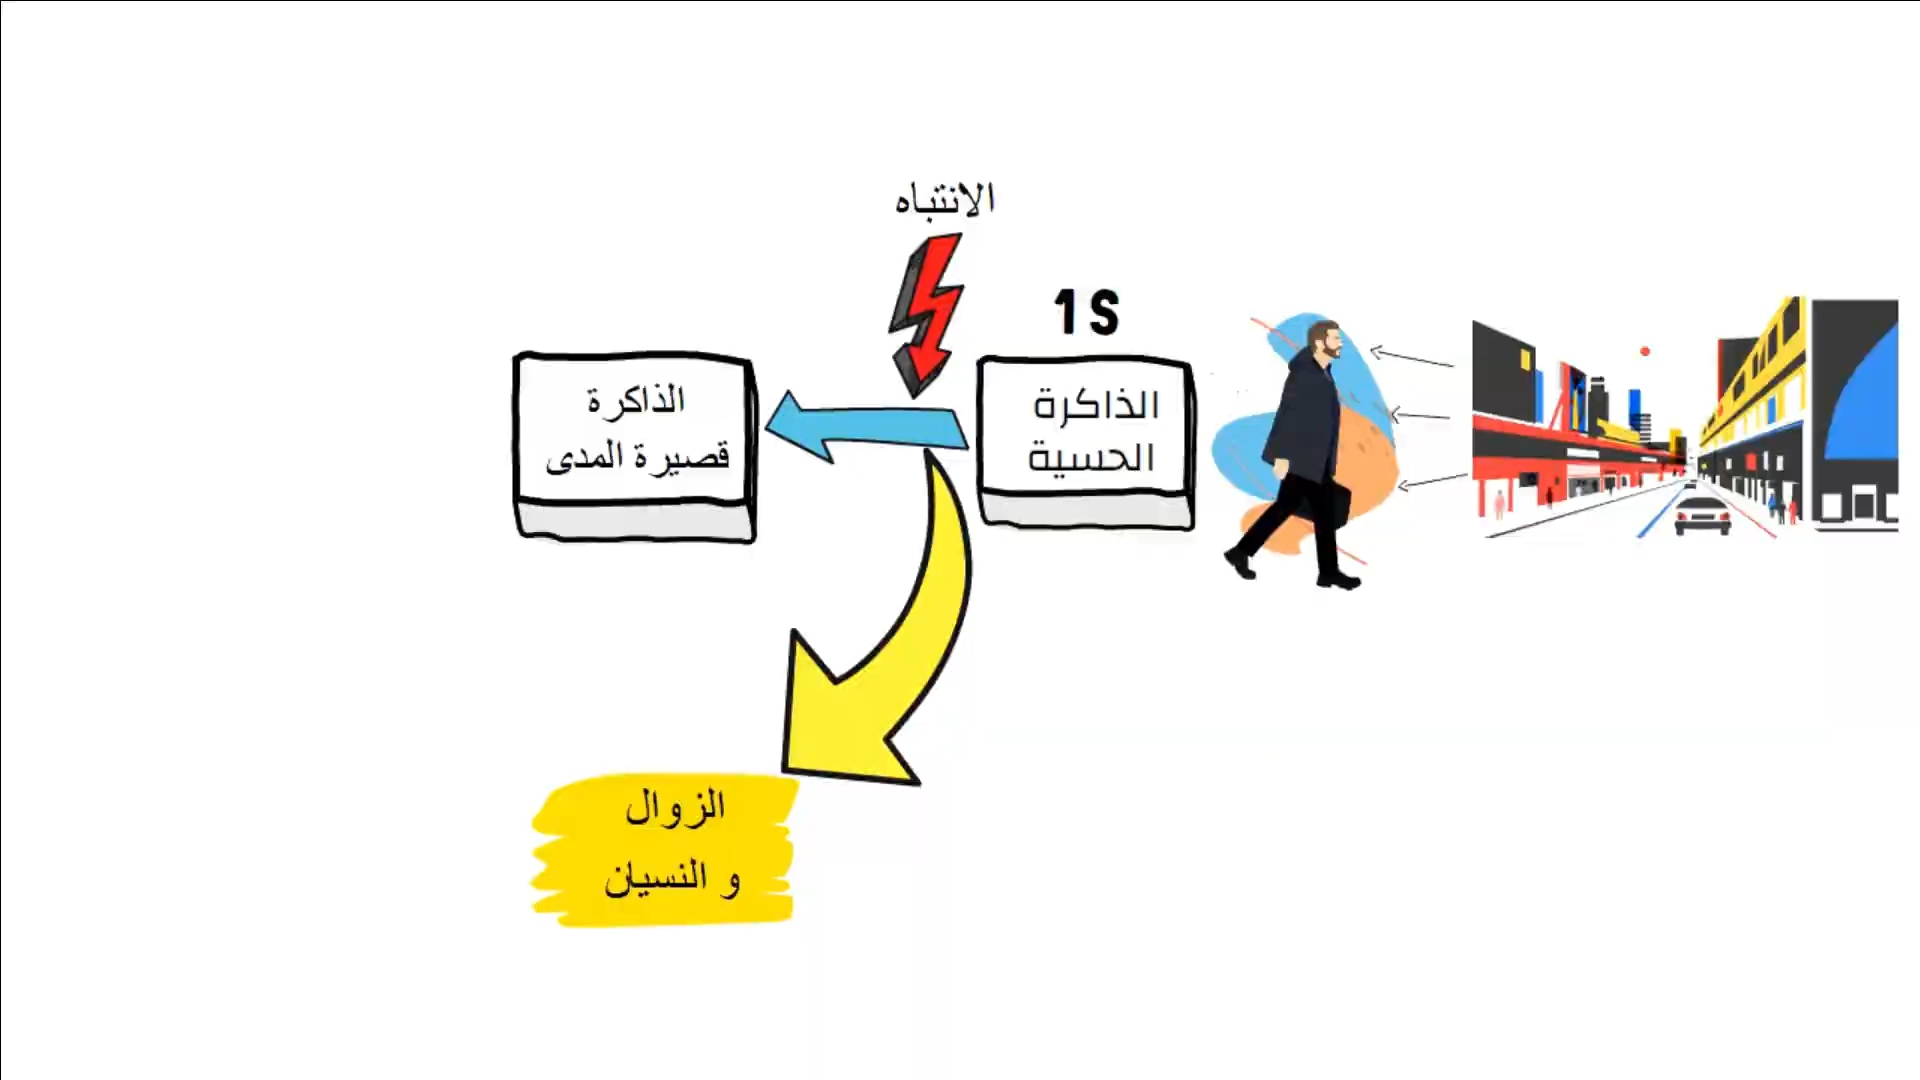 الانتباه
1S
الذاكرة
الحسية
الذاكرة
قصيرة المدى
الزوال
و النسيان